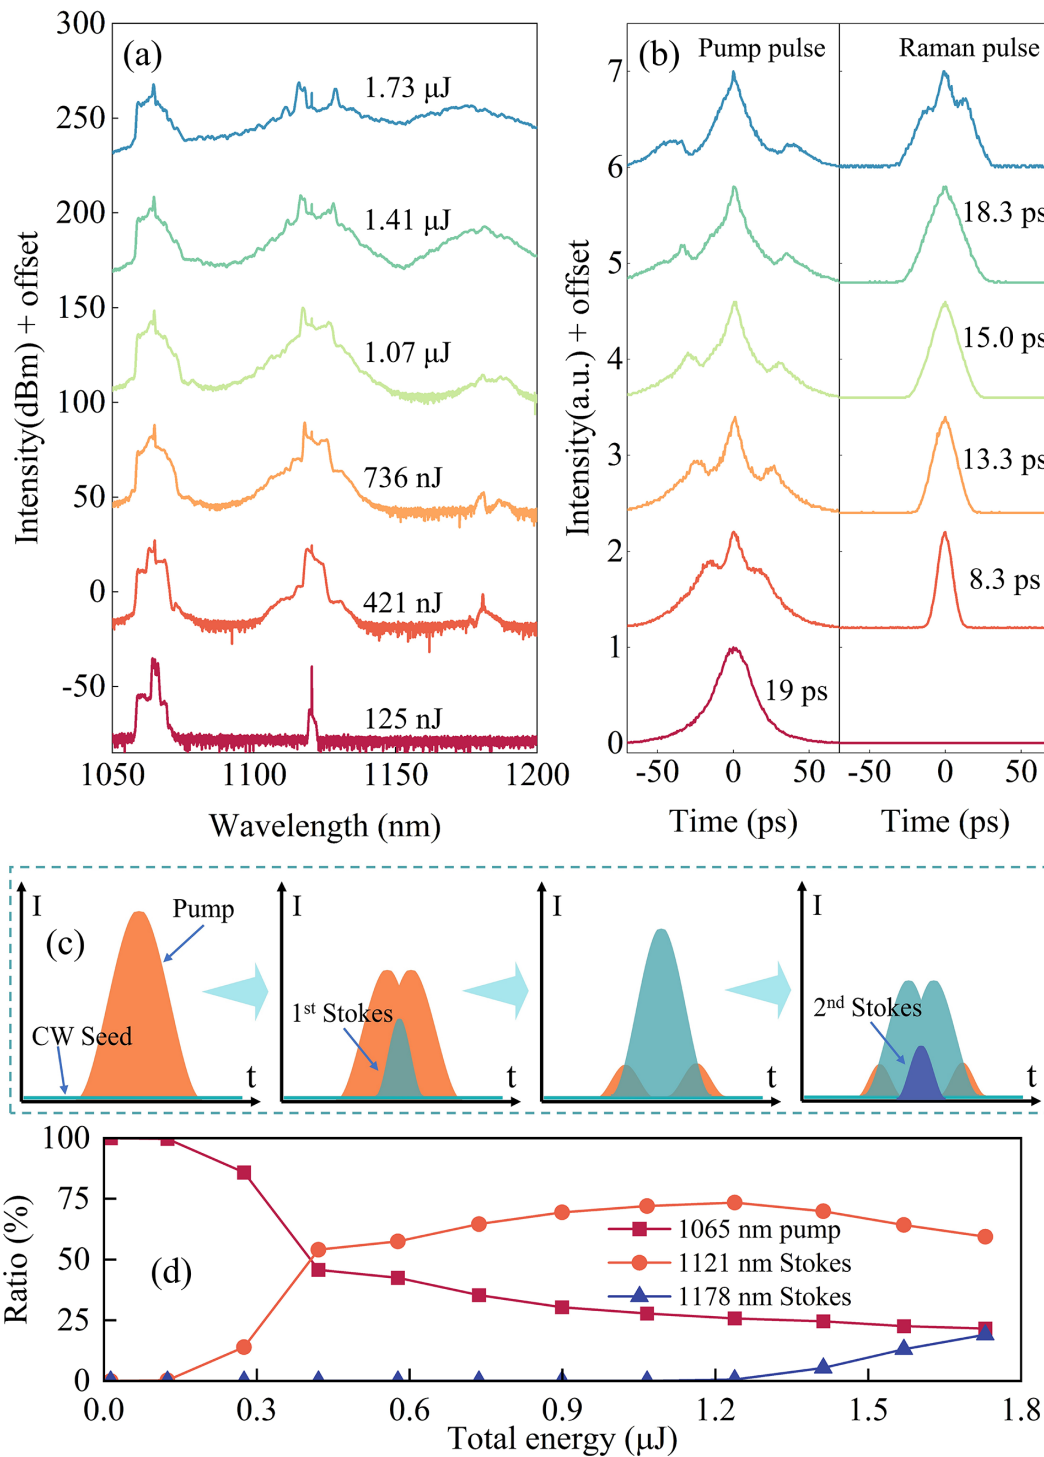 (a)
300
250
200
150
100
50
0
-50
Intensity(dBm) + offset
1.73 μJ
1.41 μJ
1.07 μJ
736 nJ
421 nJ
125 nJ
1050
1100
1150
1200
Wavelength (nm)
(b)
Pump pulse
Raman pulse
7
6
5
4
3
2
1
0
Intensity(a.u.) + offset
18.3 ps
15.0 ps
13.3 ps
8.3 ps
19 ps
-50
0
50
-50
0
50
Time (ps)
Time (ps)
(c)
I
Pump
CW Seed
t
I
1st Stokes
t
I
t
I
2nd Stokes
t
100
75
50
25
0
Ratio (%)
(d)
1065 nm pump
1121 nm Stokes
1178 nm Stokes
0.0
0.3
0.6
0.9
1.2
1.5
1.8
Total energy (μJ)